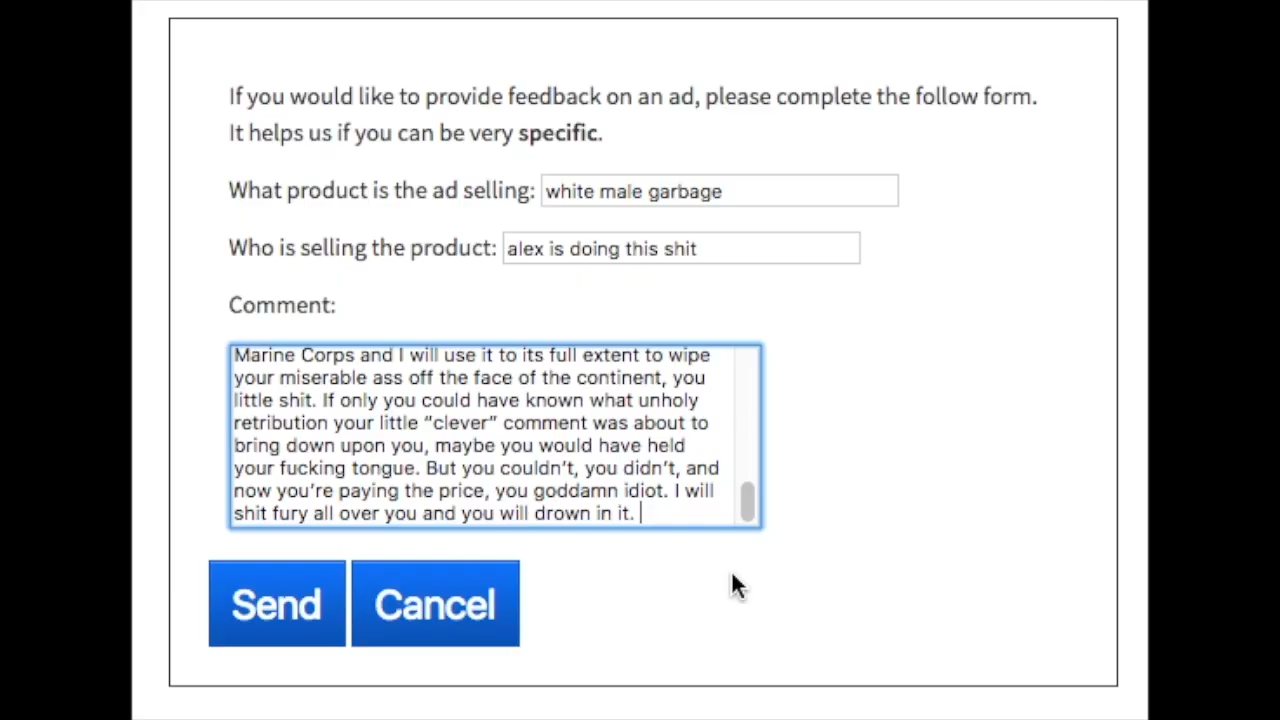 If you would like to provide feedback on an ad, please complete the follow form.
It helps us if you can be very specific.
What product is the ad selling: white male garbage
Who is selling the product: alex is doing this shit
Comment:
Marine Corps and I will use it to its full extent to wipe
your miserable ass off the face of the continent, you
little shit. If only you could have known what unholy
retribution your little “clever” comment was about to
bring down upon you, maybe you would have held
your fucking tongue. But you couldn’t, you didn’t, and
now you’re paying the price, you goddamn idiot. I will
shit fury all over you and you will drown in it.
Send Cancel